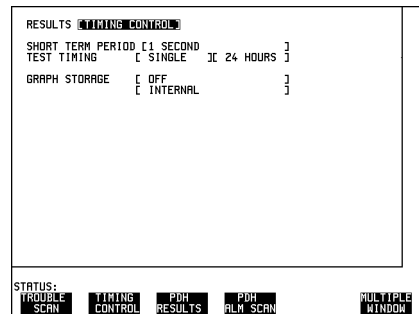 RESULTS [TIMING CONTROL]
SHORT TERM PERIOD [1 SECOND ]
TEST TIMING [ SINGLE ][ 24 HOURS ]
GRAPH STORAGE [ OFF ]
[ INTERNAL ]
STATUS:
TROUBLE SCAN
TIMING CONTROL
PDH RESULTS
PDH ALM SCAN
MULTIPLE WINDOW